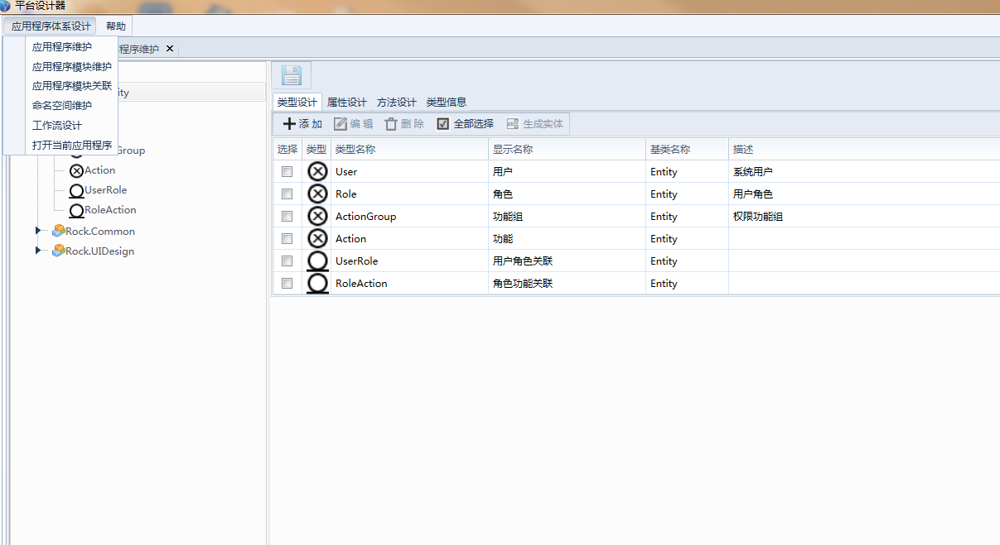 平台设计器
应用程序体系设计 帮助
应用程序维护
应用程序模块维护
应用程序模块关联
命名空间维护
工作流设计
打开当前应用程序
程序维护
ity
Group
Action
UserRole
RoleAction
Rock.Common
Rock.UIDesign
类型设计 属性设计 方法设计 类型信息
添加 编辑 删除 全部选择 生成实体
选择 类型 类型名称 显示名称 基类名称 描述
User 用户 Entity 系统用户
Role 角色 Entity 用户角色
ActionGroup 功能组 Entity 权限功能组
Action 功能 Entity
UserRole 用户角色关联 Entity
RoleAction 角色功能关联 Entity